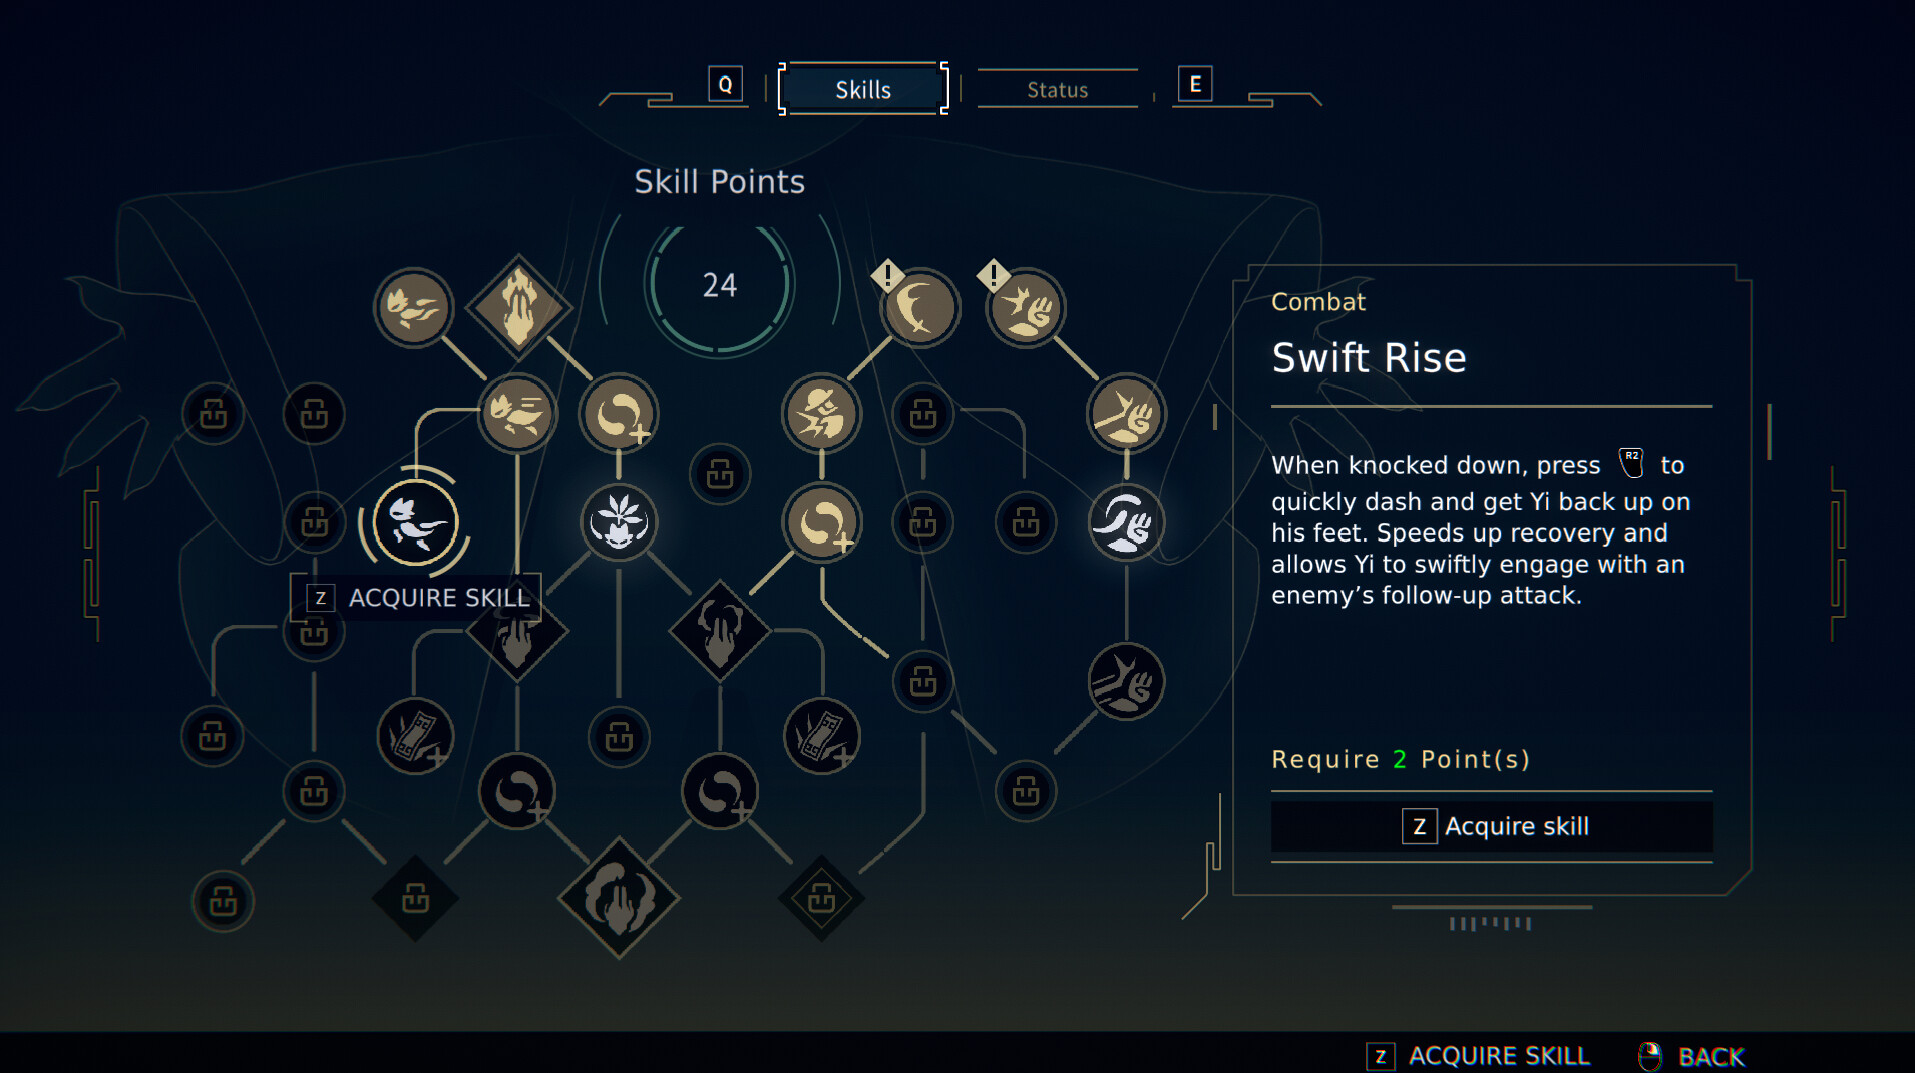 Q
Skills
Status
E
Skill Points
24
!
!
Z ACQUIRE SKILL
Combat
Swift Rise
When knocked down, press R2 to
quickly dash and get Yi back up on
his feet. Speeds up recovery and
allows Yi to swiftly engage with an
enemy’s follow-up attack.
Require 2 Point(s)
Z Acquire skill
Z ACQUIRE SKILL
BACK